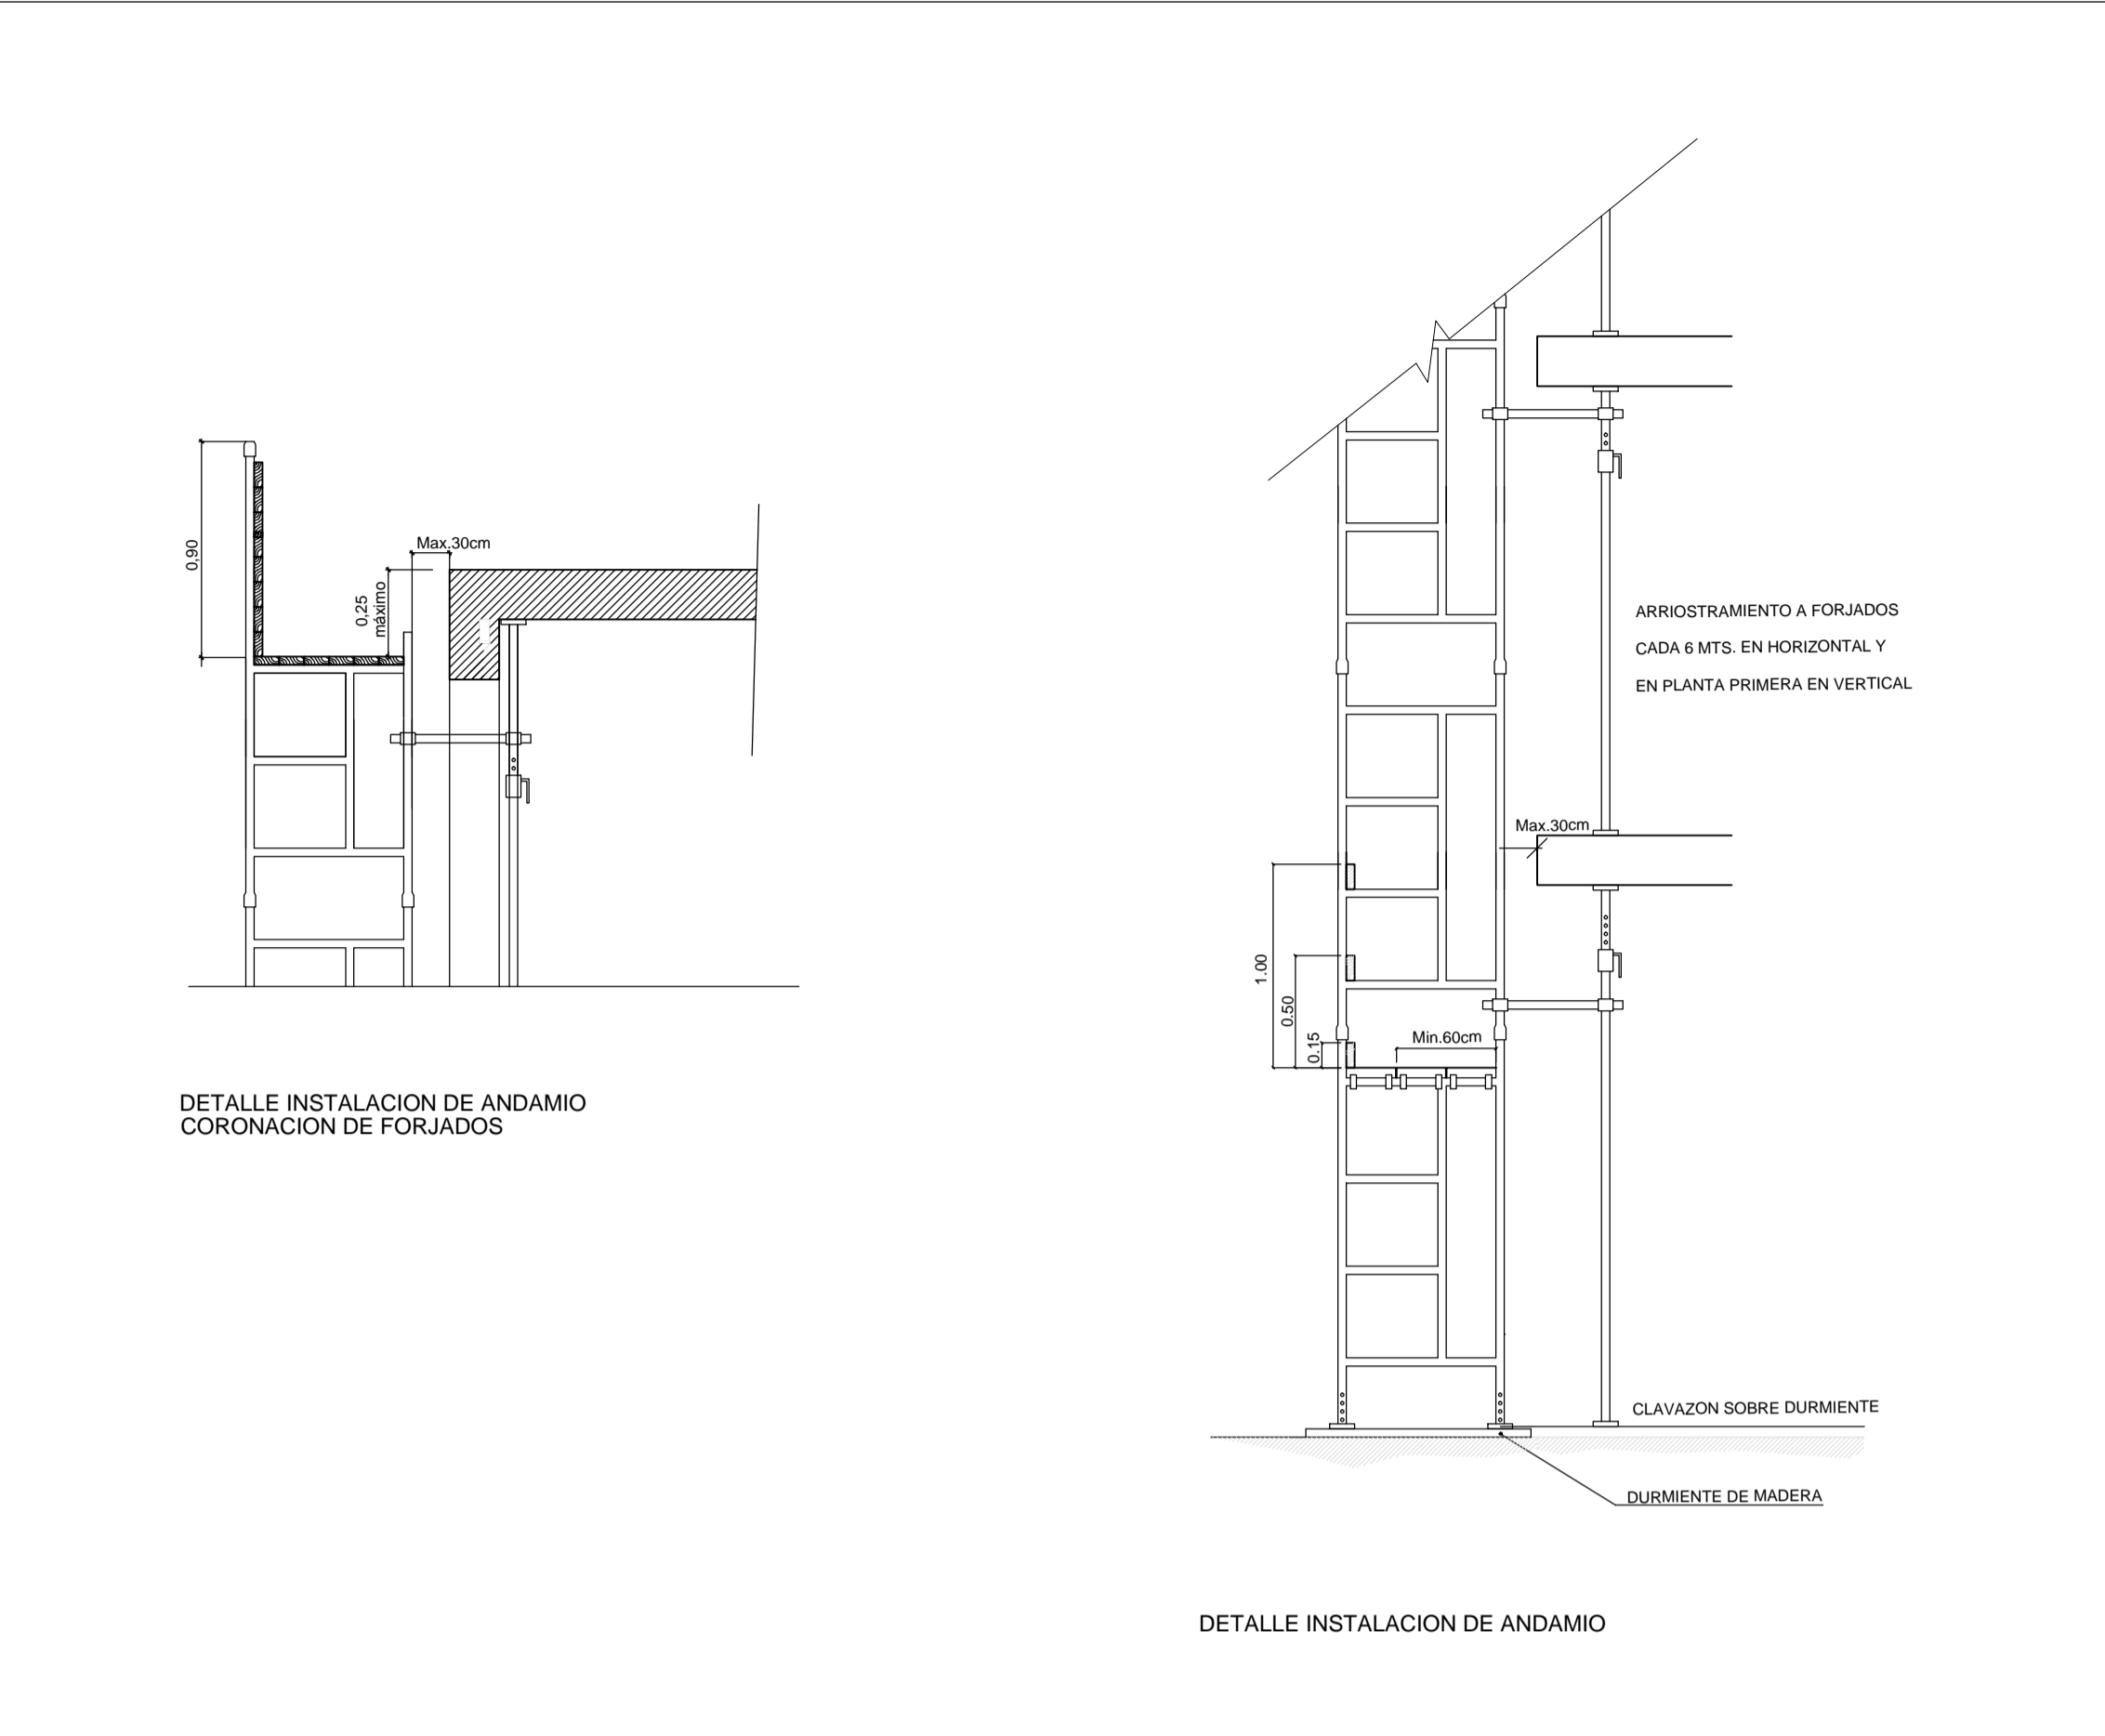 0,90
Max.30cm
0,25
máximo
DETALLE INSTALACION DE ANDAMIO
CORONACION DE FORJADOS
ARRIOSTRAMIENTO A FORJADOS
CADA 6 MTS. EN HORIZONTAL Y
EN PLANTA PRIMERA EN VERTICAL
Max.30cm
1.00
0.50
0.15
Min.60cm
CLAVAZON SOBRE DURMIENTE
DURMIENTE DE MADERA
DETALLE INSTALACION DE ANDAMIO